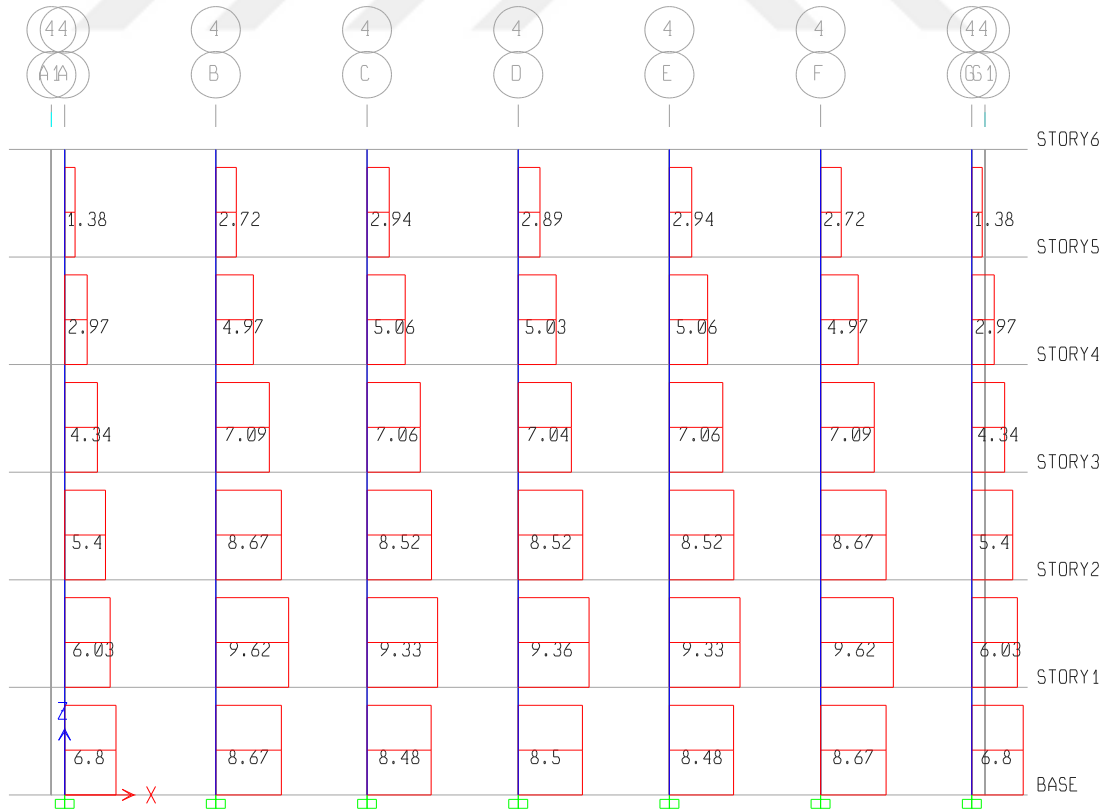 4 4 4 4 4 4 4 4 4
A1 A B C D E F G G1
STORY6
1.38 2.72 2.94 2.89 2.94 2.72 1.38
STORY5
2.97 4.97 5.06 5.03 5.06 4.97 2.97
STORY4
4.34 7.09 7.06 7.04 7.06 7.09 4.34
STORY3
5.4 8.67 8.52 8.52 8.52 8.67 5.4
STORY2
6.03 9.62 9.33 9.36 9.33 9.62 6.03
STORY1
Z
6.8 8.67 8.48 8.5 8.48 8.67 6.8
BASE
X